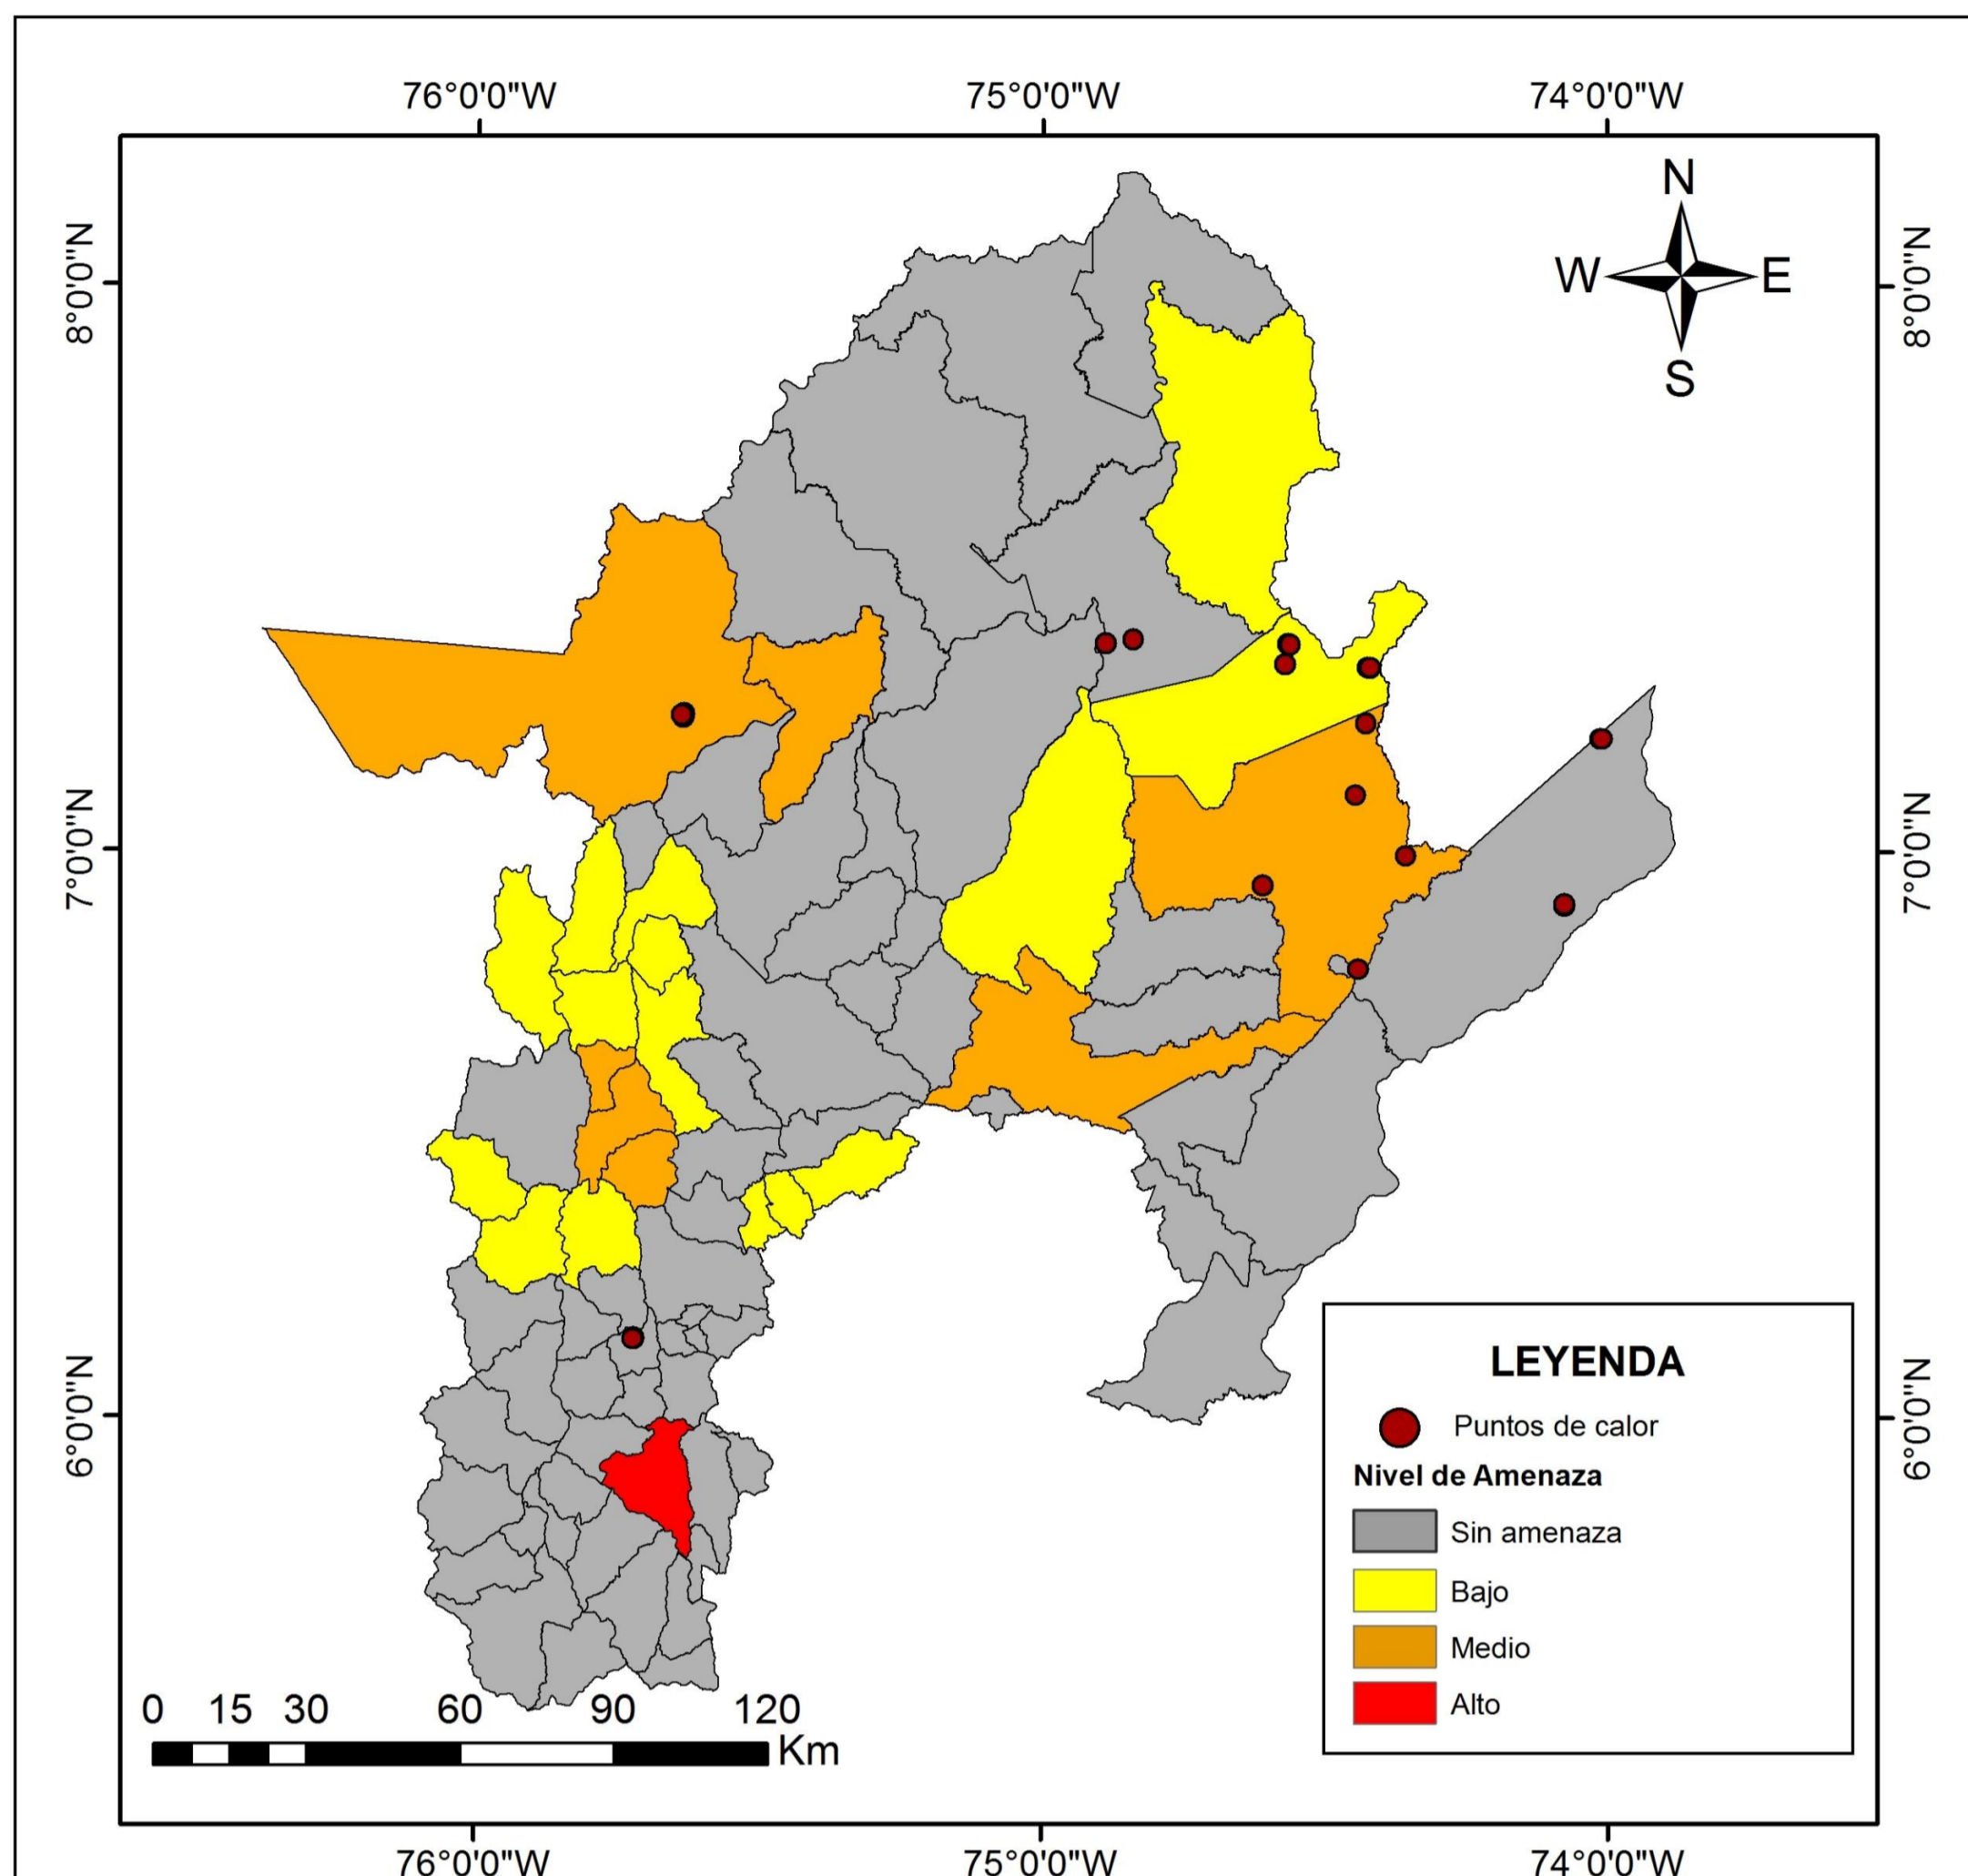 76°0'0"W 75°0'0"W 74°0'0"W
N
W E
S
8°0'0"N 8°0'0"N
7°0'0"N 7°0'0"N
6°0'0"N 6°0'0"N
LEYENDA
Puntos de calor
Nivel de Amenaza
Sin amenaza
Bajo
Medio
Alto
0 15 30 60 90 120
Km
76°0'0"W 75°0'0"W 74°0'0"W